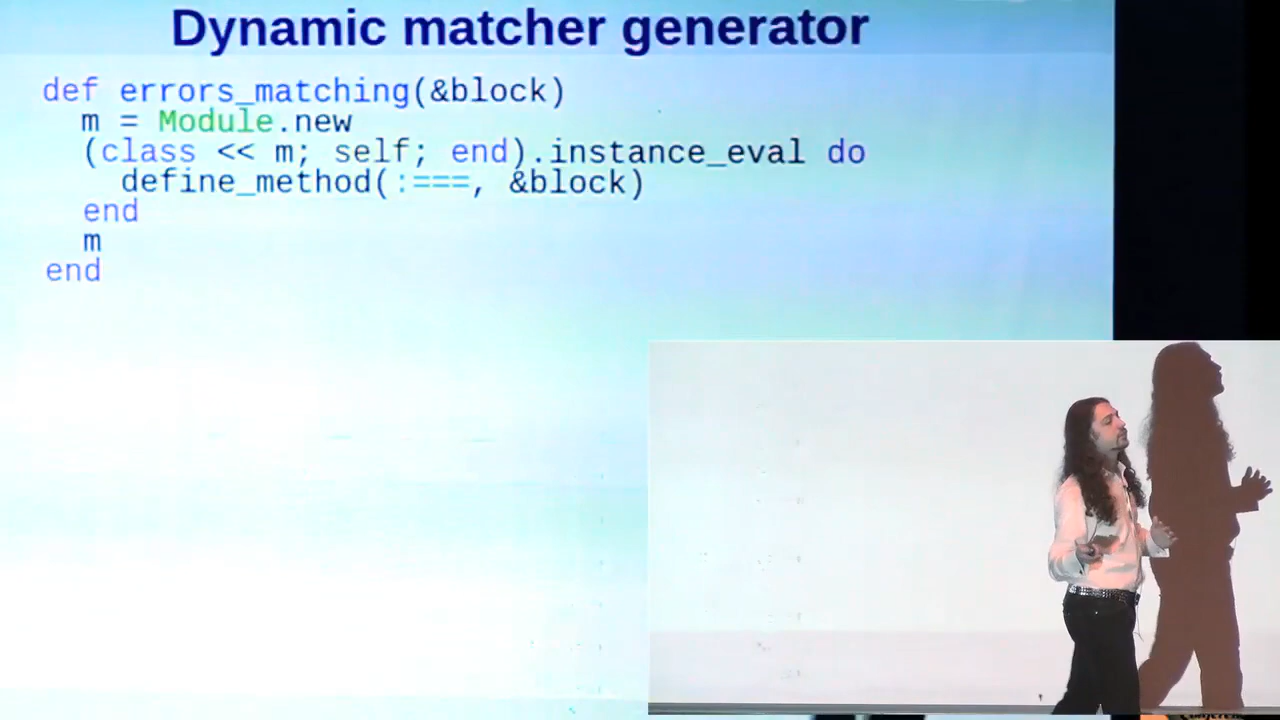 Dynamic matcher generator
def errors_matching(&block)
  m = Module.new
  (class << m; self; end).instance_eval do
    define_method(:===, &block)
  end
  m
end